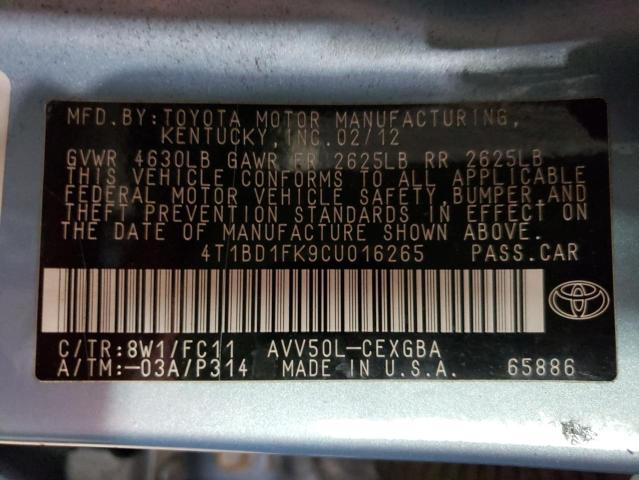 MFD.BY:TOYOTA MOTOR MANUFACTURING,
KENTUCKY,INC.02/12
GVWR 4630LB GAWR FR 2625LB RR 2625LB
THIS VEHICLE CONFORMS TO ALL APPLICABLE
FEDERAL MOTOR VEHICLE SAFETY,BUMPER,AND
THEFT PREVENTION STANDARDS IN EFFECT ON
THE DATE OF MANUFACTURE SHOWN ABOVE.
4T1BD1FK9CU016265 PASS.CAR
C/TR:8W1/FC11 AVV50L-CEXGBA
A/TM:-03A/P314 MADE IN U.S.A. 65886